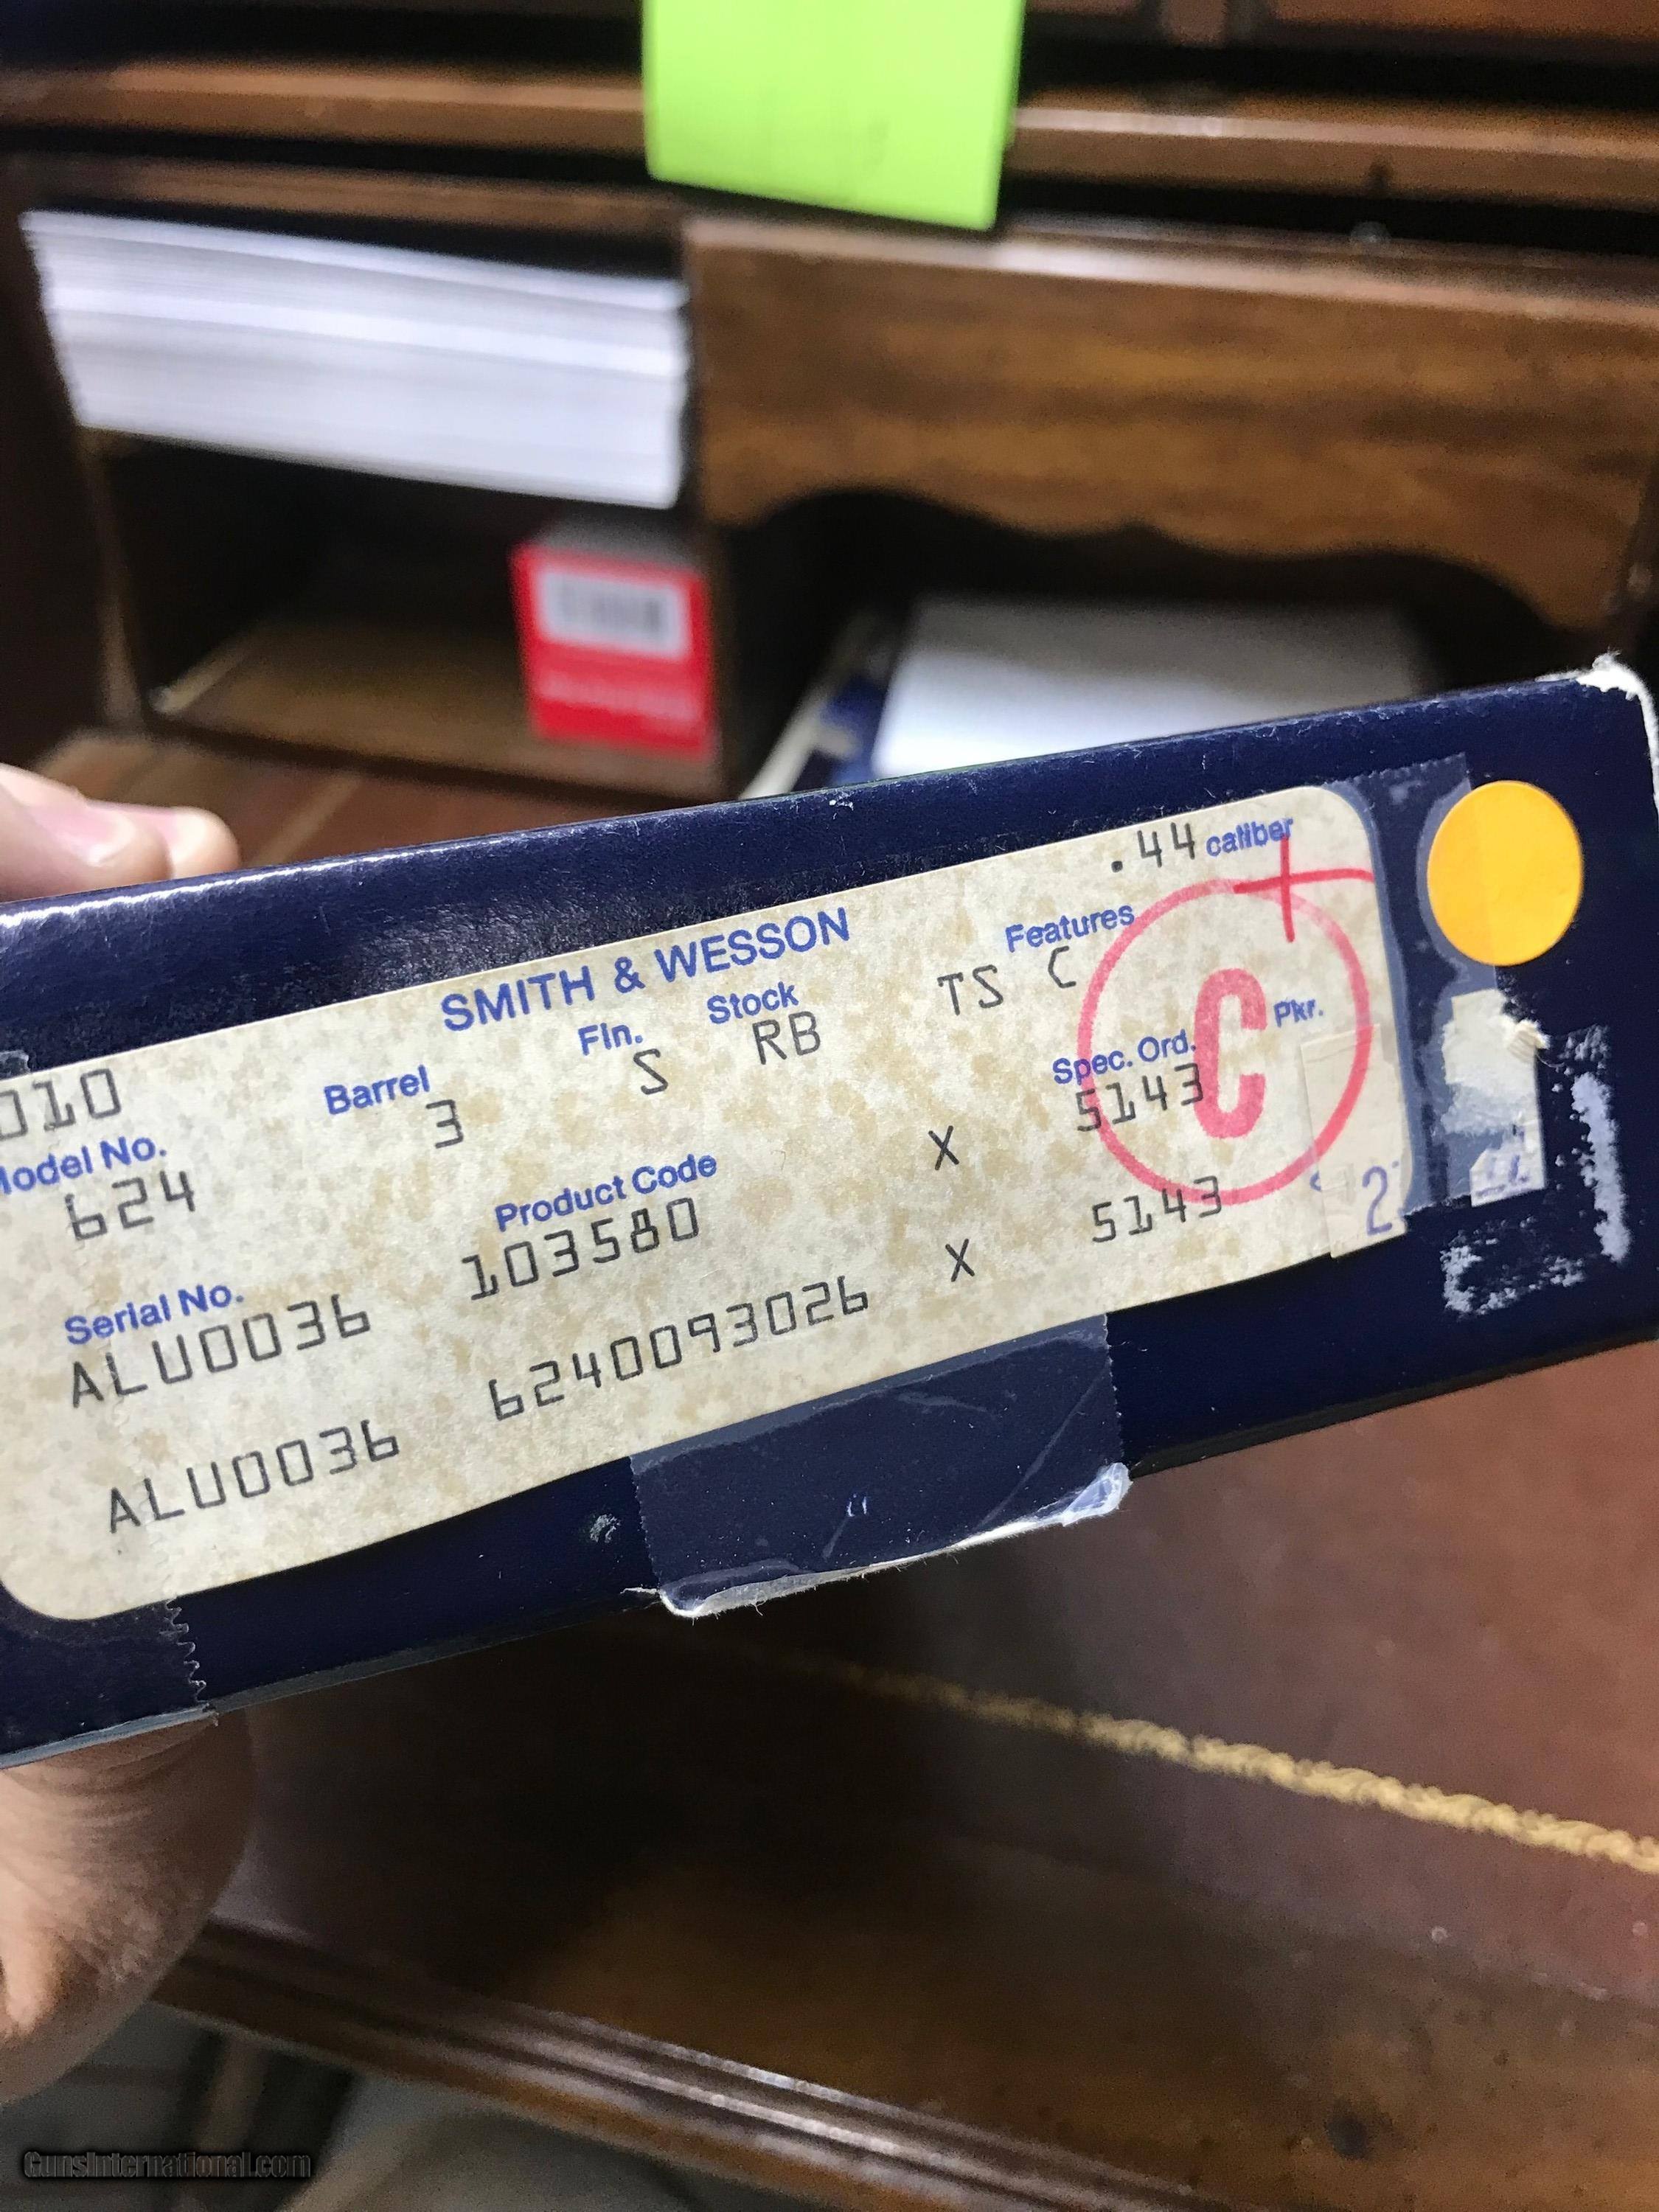 .44 caliber
SMITH & WESSON
Features
TS C
Stock
RB
Fin.
S
Barrel
3
010
Model No.
624
Product Code
103580
Spec. Ord.
X 5143
Pkr.
C
Serial No.
ALU0036
6240093026 X 5143
ALU0036
2
GunsInternational.com